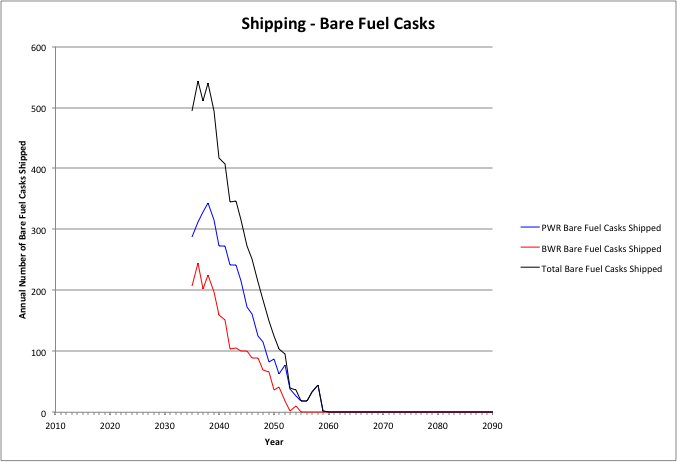 Shipping - Bare Fuel Casks
600
500
400
300
200
100
0
Annual Number of Bare Fuel Casks Shipped
2010 2020 2030 2040 2050 2060 2070 2080 2090
Year
PWR Bare Fuel Casks Shipped
BWR Bare Fuel Casks Shipped
Total Bare Fuel Casks Shipped